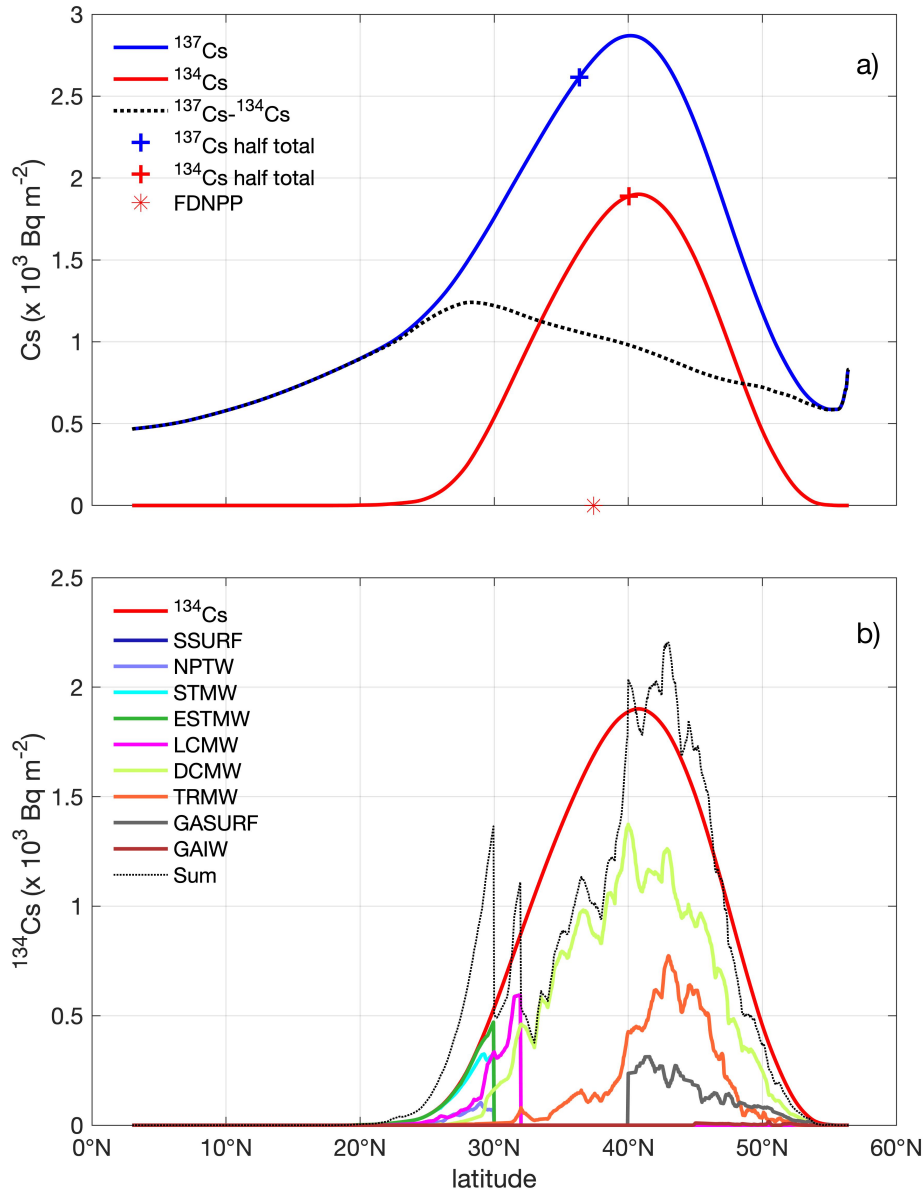 3
2.5
2
1.5
1
0.5
0
Cs (x 10³ Bq m⁻²)
a)
¹³⁷Cs
¹³⁴Cs
¹³⁷Cs-¹³⁴Cs
¹³⁷Cs half total
¹³⁴Cs half total
FDNPP
2.5
2
1.5
1
0.5
0
¹³⁴Cs (x 10³ Bq m⁻²)
b)
¹³⁴Cs
SSURF
NPTW
STMW
ESTMW
LCMW
DCMW
TRMW
GASURF
GAIW
Sum
0°N 10°N 20°N 30°N 40°N 50°N 60°N
latitude